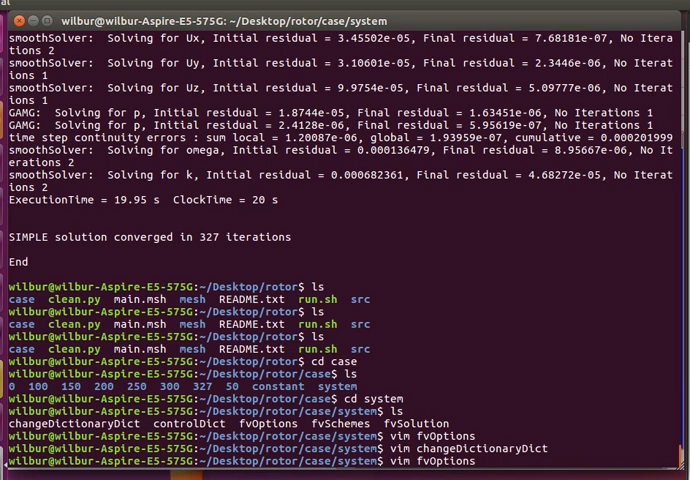 al
wilbur@wilbur-Aspire-E5-575G: ~/Desktop/rotor/case/system
smoothSolver:  Solving for Ux, Initial residual = 3.45502e-05, Final residual = 7.68181e-07, No Itera
tions 2
smoothSolver:  Solving for Uy, Initial residual = 3.10601e-05, Final residual = 2.3446e-06, No Iterat
ions 1
smoothSolver:  Solving for Uz, Initial residual = 9.9754e-05, Final residual = 5.09777e-06, No Iterat
ions 1
GAMG:  Solving for p, Initial residual = 1.8744e-05, Final residual = 1.63451e-06, No Iterations 1
GAMG:  Solving for p, Initial residual = 2.4128e-06, Final residual = 5.95619e-07, No Iterations 1
time step continuity errors : sum local = 1.20087e-06, global = 1.93959e-07, cumulative = 0.000201999
smoothSolver:  Solving for omega, Initial residual = 0.000136479, Final residual = 8.95667e-06, No It
erations 2
smoothSolver:  Solving for k, Initial residual = 0.000682361, Final residual = 4.68272e-05, No Iterat
ions 2
ExecutionTime = 19.95 s  ClockTime = 20 s
SIMPLE solution converged in 327 iterations
End
wilbur@wilbur-Aspire-E5-575G:~/Desktop/rotor$ ls
case  clean.py  main.msh  mesh  README.txt  run.sh  src
wilbur@wilbur-Aspire-E5-575G:~/Desktop/rotor$ ls
case  clean.py  main.msh  mesh  README.txt  run.sh  src
wilbur@wilbur-Aspire-E5-575G:~/Desktop/rotor$ ls
case  clean.py  main.msh  mesh  README.txt  run.sh  src
wilbur@wilbur-Aspire-E5-575G:~/Desktop/rotor$ cd case
wilbur@wilbur-Aspire-E5-575G:~/Desktop/rotor/case$ ls
0  100  150  200  250  300  327  50  constant  system
wilbur@wilbur-Aspire-E5-575G:~/Desktop/rotor/case$ cd system
wilbur@wilbur-Aspire-E5-575G:~/Desktop/rotor/case/system$ ls
changeDictionaryDict  controlDict  fvOptions  fvSchemes  fvSolution
wilbur@wilbur-Aspire-E5-575G:~/Desktop/rotor/case/system$ vim fvOptions
wilbur@wilbur-Aspire-E5-575G:~/Desktop/rotor/case/system$ vim changeDictionaryDict
wilbur@wilbur-Aspire-E5-575G:~/Desktop/rotor/case/system$ vim fvOptions